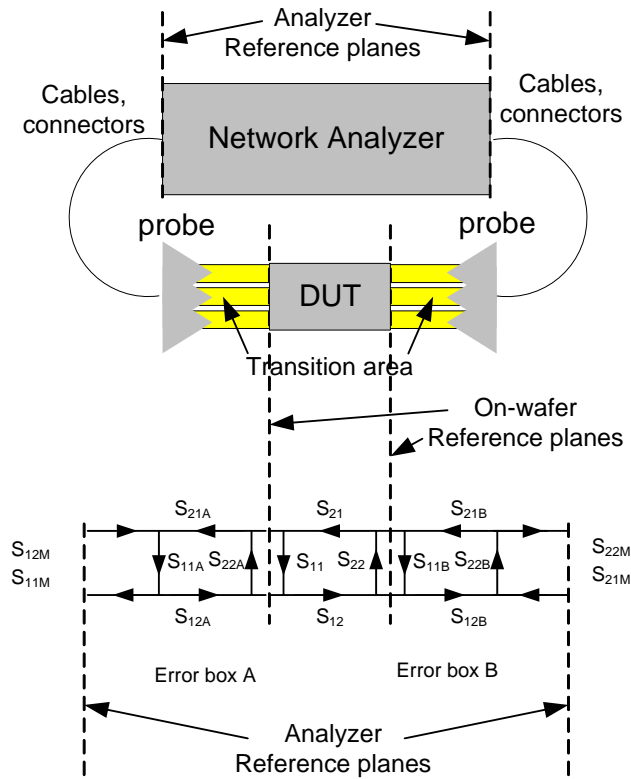 Analyzer
Reference planes
Cables,
connectors
Cables,
connectors
Network Analyzer
probe
probe
DUT
Transition area
On-wafer
Reference planes
S21A
S21
S21B
S12M
S11M
S11A
S22A
S11
S22
S11B
S22B
S22M
S21M
S12A
S12
S12B
Error box A
Error box B
Analyzer
Reference planes